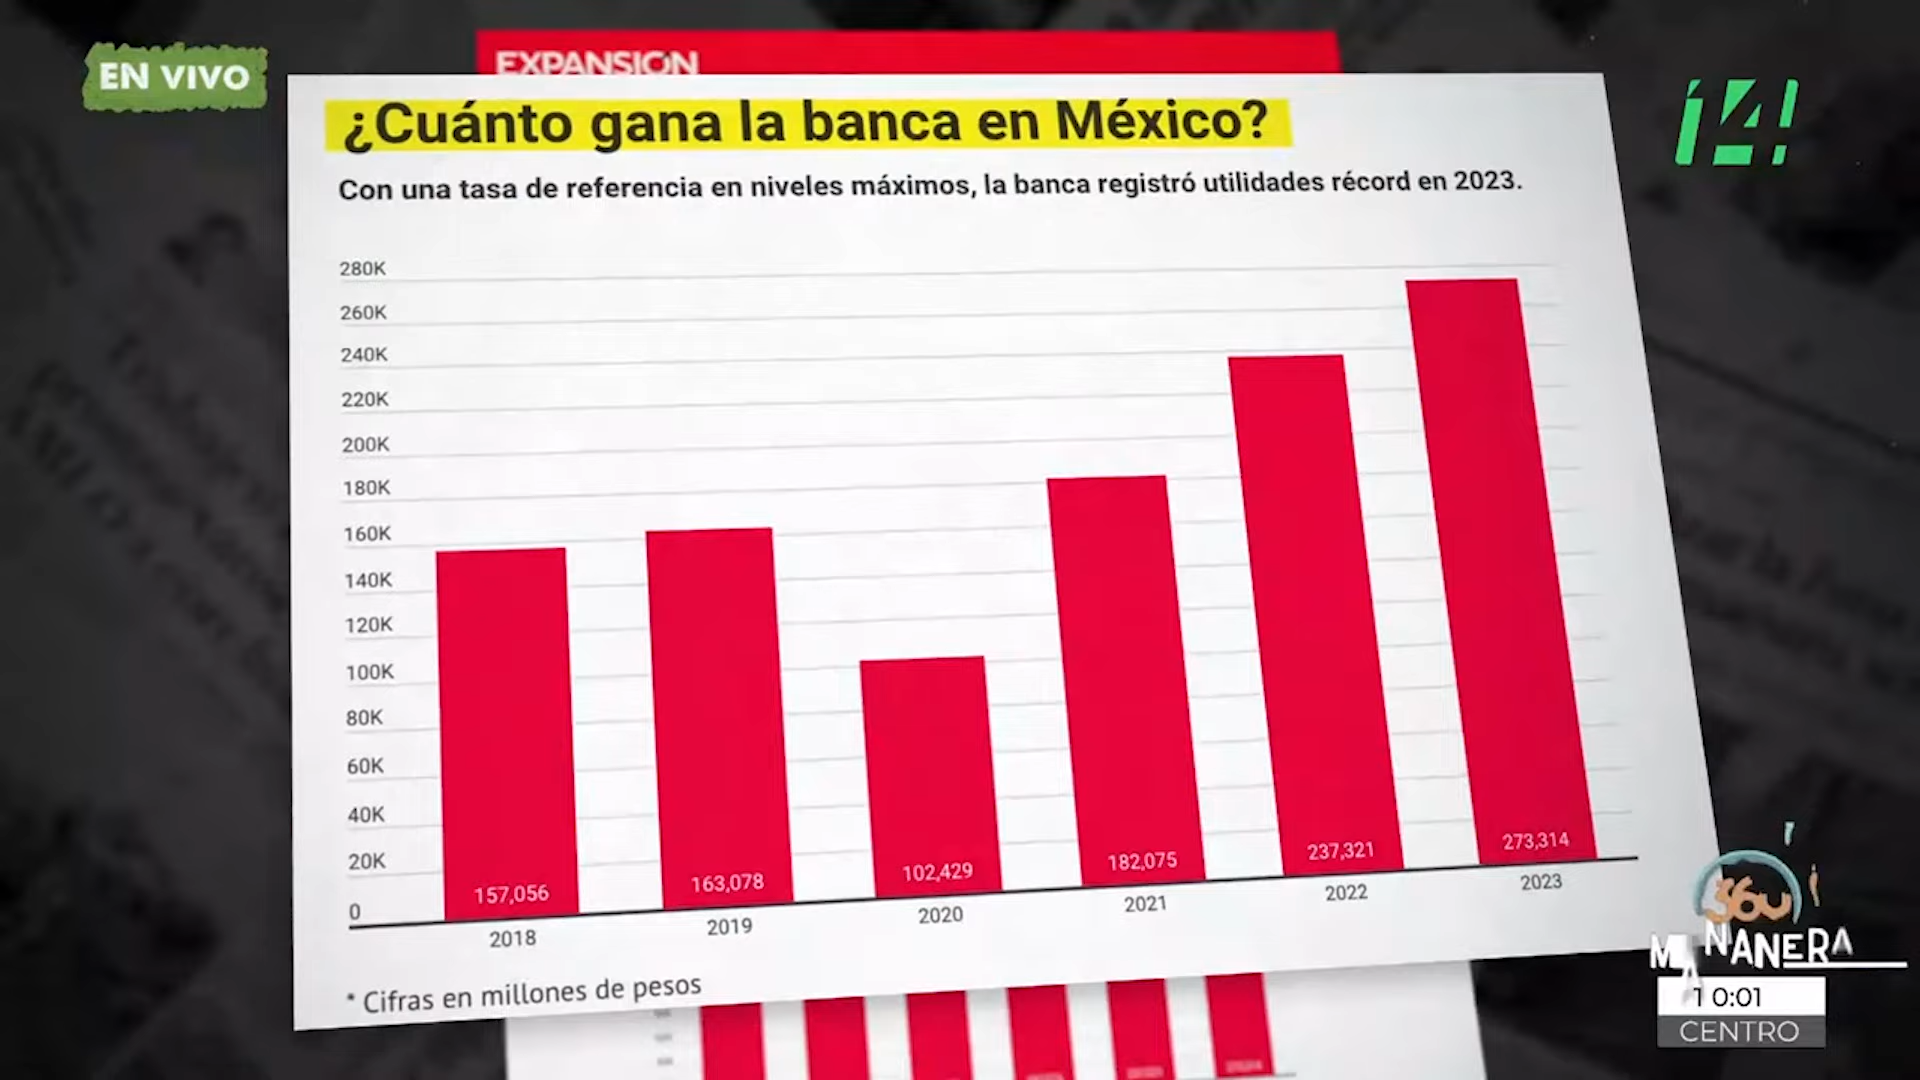 EXPANSIÓN
EN VIVO
14!
¿Cuánto gana la banca en México?
Con una tasa de referencia en niveles máximos, la banca registró utilidades récord en 2023.
280K
260K
240K
220K
200K
180K
160K
140K
120K
100K
80K
60K
40K
20K
0
157,056
163,078
102,429
182,075
237,321
273,314
2018
2019
2020
2021
2022
2023
* Cifras en millones de pesos
MAÑANERA
10:01
CENTRO